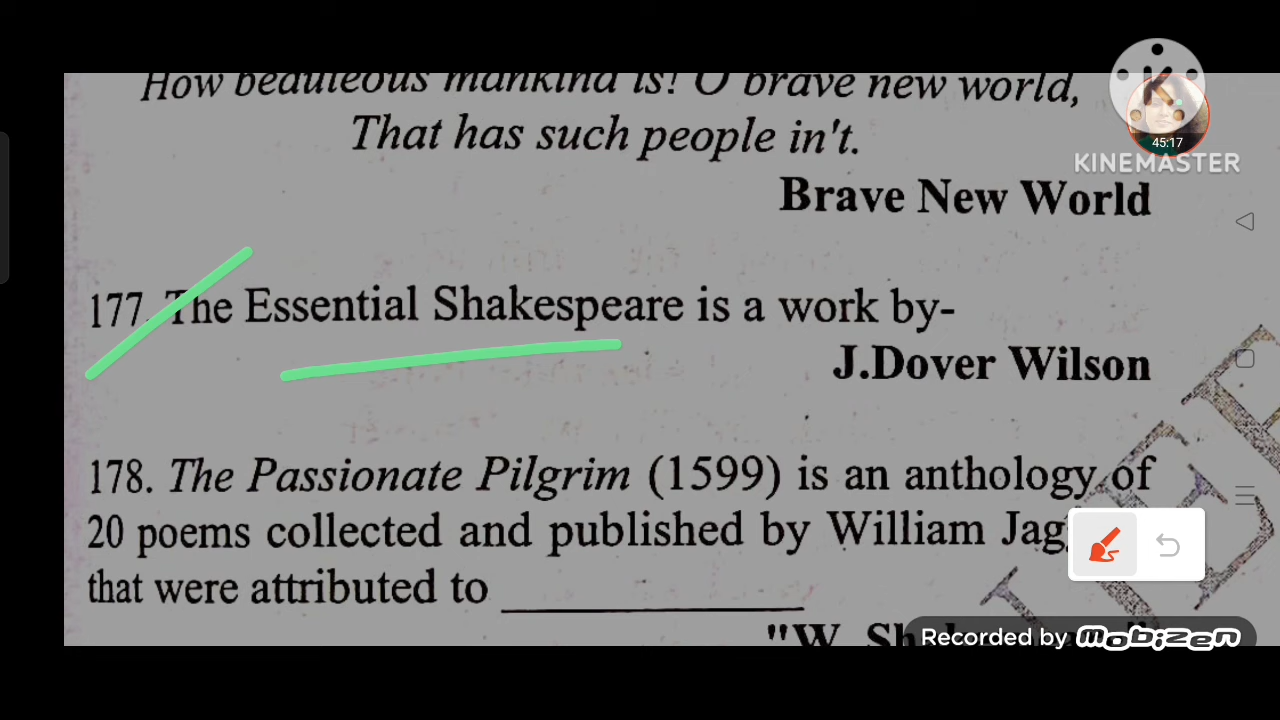 How beauteous mankind is! O brave new world,
That has such people in't.
Brave New World
177. The Essential Shakespeare is a work by-
J.Dover Wilson
178. The Passionate Pilgrim (1599) is an anthology of
20 poems collected and published by William
that were attributed to __________
"W.
45:17
KINEMASTER
Recorded by mobizen